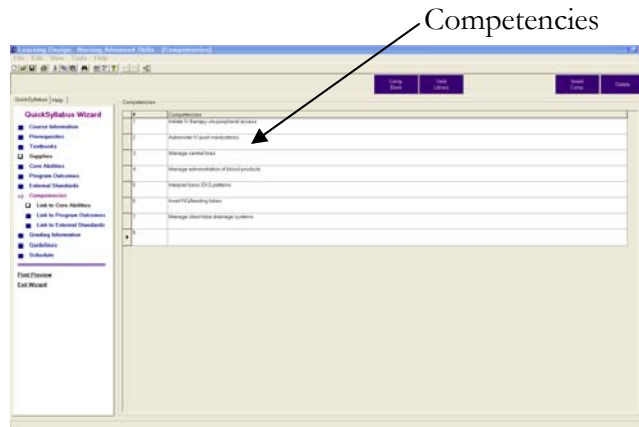 Competencies
Learning Design - Nursing Advanced Skills - [Competencies]
File Edit View Tools Help
Comp Bank
Verb Library
Insert Comp
Delete
QuickSyllabus Help
Competencies
QuickSyllabus Wizard
Course Information
Prerequisites
Textbooks
Supplies
Core Abilities
Program Outcomes
External Standards
Competencies
Link to Core Abilities
Link to Program Outcomes
Link to External Standards
Grading Information
Guidelines
Schedule
Print Preview
Exit Wizard
# Competencies
1 Initiate IV therapy via peripheral access
2 Administer IV push medications
3 Manage central lines
4 Manage administration of blood products
5 Interpret basic EKG patterns
6 Insert NG/feeding tubes
7 Manage chest tube drainage systems
8